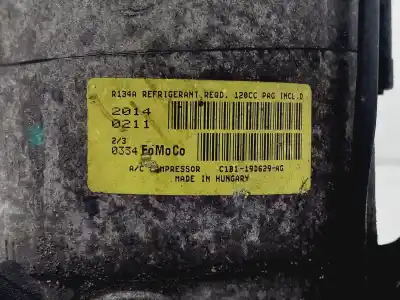 R134A REFRIGERANT REQD. 120CC PAG INCL.D
2014
0211
2/3
0334 FoMoCo
A/C COMPRESSOR C1B1-19D629-AG
MADE IN HUNGARY